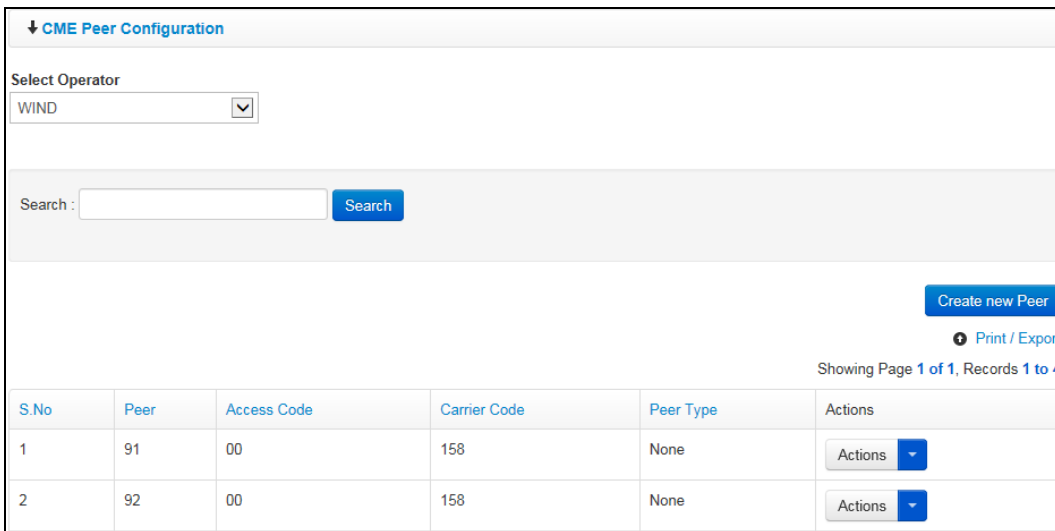 CME Peer Configuration
Select Operator
WIND
Search :
Search
Create new Peer
Print / Expor
Showing Page 1 of 1, Records 1 to 4
S.No Peer Access Code Carrier Code Peer Type Actions
1 91 00 158 None Actions
2 92 00 158 None Actions